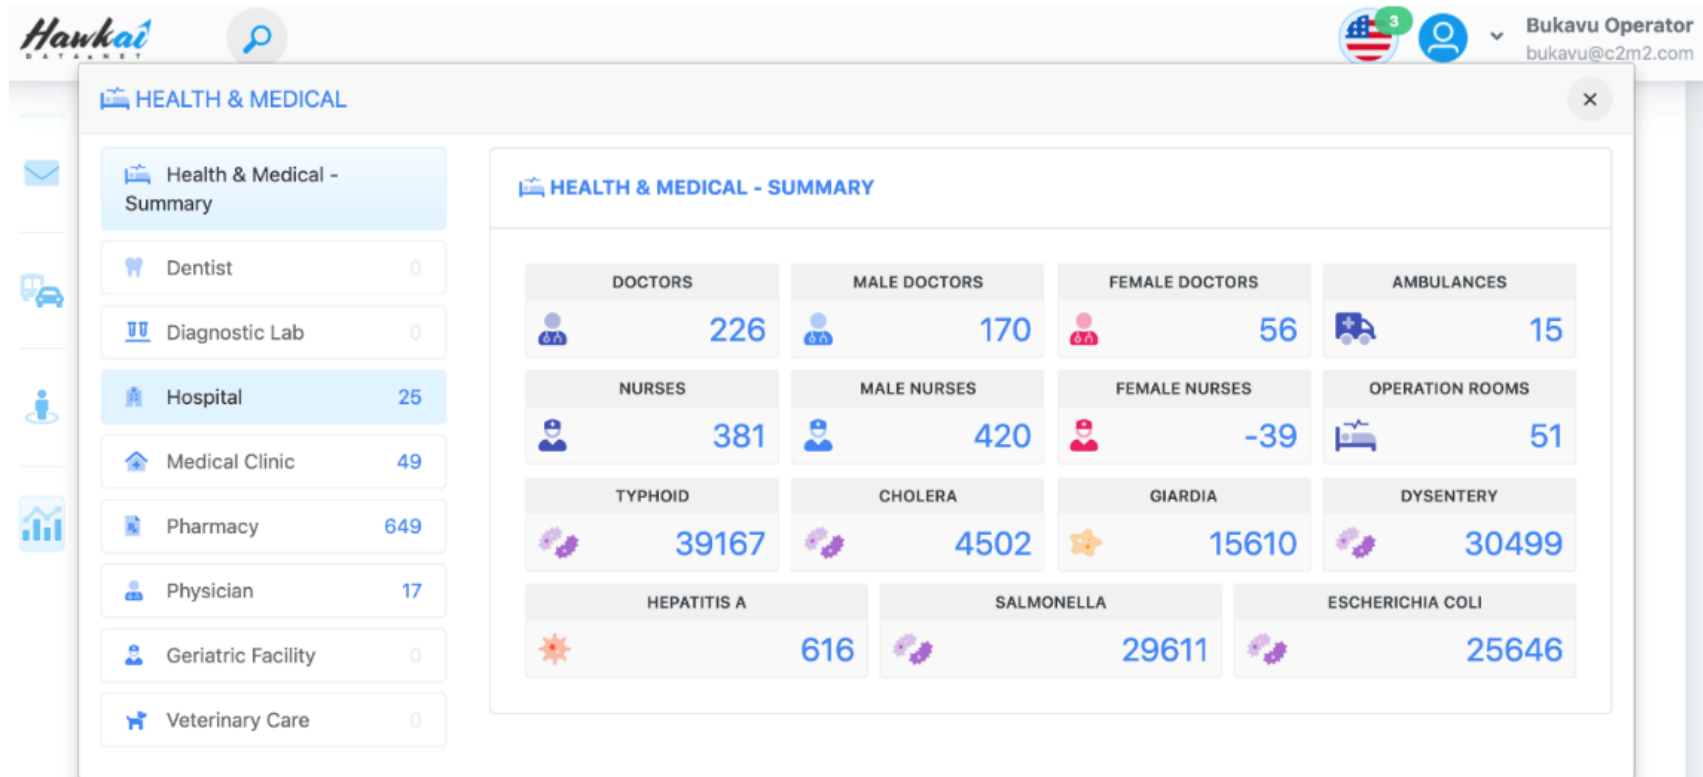 Hawkai
DATA.NET
3
Bukavu Operator
bukavu@c2m2.com
HEALTH & MEDICAL
Health & Medical -
Summary
Dentist 0
Diagnostic Lab 0
Hospital 25
Medical Clinic 49
Pharmacy 649
Physician 17
Geriatric Facility 0
Veterinary Care 0
HEALTH & MEDICAL - SUMMARY
DOCTORS MALE DOCTORS FEMALE DOCTORS AMBULANCES
226 170 56 15
NURSES MALE NURSES FEMALE NURSES OPERATION ROOMS
381 420 -39 51
TYPHOID CHOLERA GIARDIA DYSENTERY
39167 4502 15610 30499
HEPATITIS A SALMONELLA ESCHERICHIA COLI
616 29611 25646